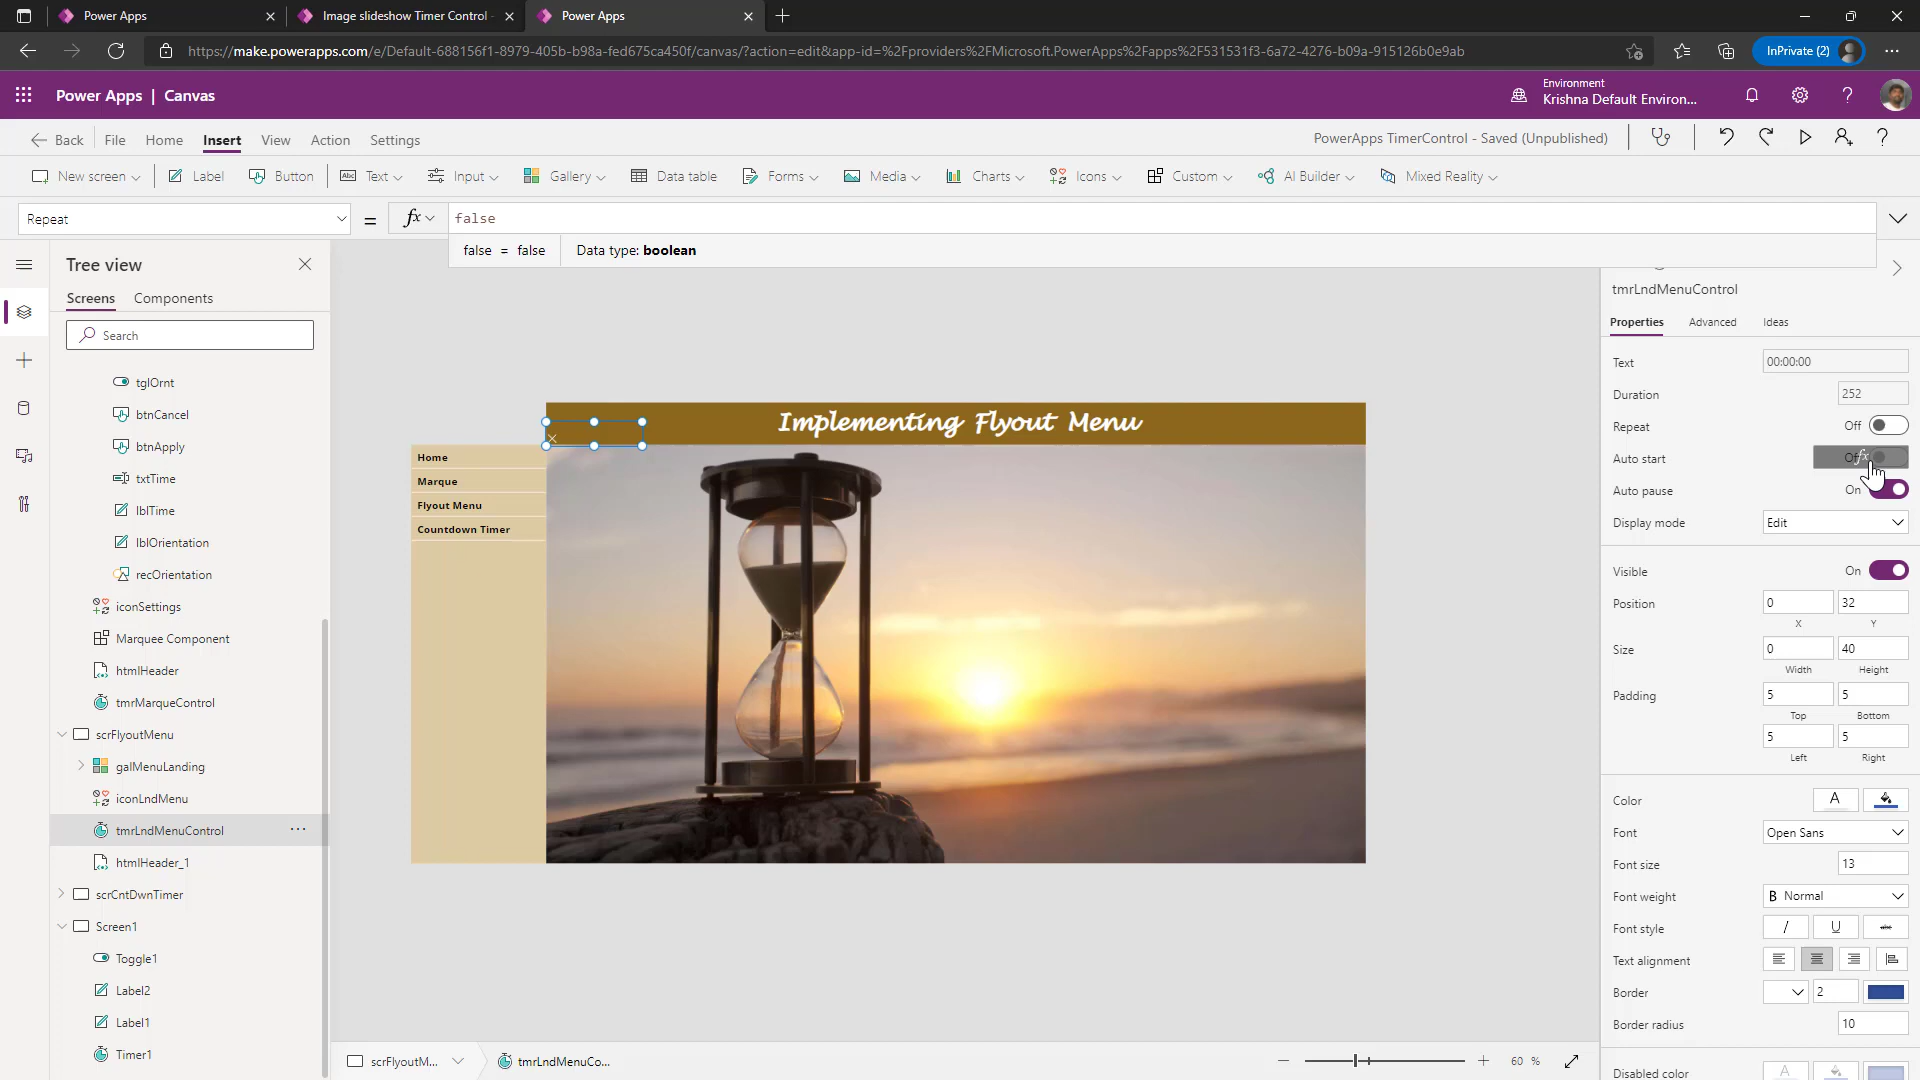 Power Apps
Image slideshow Timer Control -
Power Apps
https://make.powerapps.com/e/Default-688156f1-8979-405b-b98a-fed675ca450f/canvas/?action=edit&app-id=%2Fproviders%2FMicrosoft.PowerApps%2Fapps%2F531531f3-6a72-4276-b09a-915126b0e9ab
InPrivate (2)
Power Apps | Canvas
Environment
Krishna Default Environ...
Back File Home Insert View Action Settings
PowerApps TimerControl - Saved (Unpublished)
New screen Label Button Text Input Gallery Data table Forms Media Charts Icons Custom AI Builder Mixed Reality
Repeat = fx false
false = false Data type: boolean
Tree view
Screens Components
Search
tglOrnt
btnCancel
btnApply
txtTime
lblTime
lblOrientation
recOrientation
iconSettings
Marquee Component
htmlHeader
tmrMarqueControl
scrFlyoutMenu
galMenuLanding
iconLndMenu
tmrLndMenuControl ...
htmlHeader_1
scrCntDwnTimer
Screen1
Toggle1
Label2
Label1
Timer1
Implementing Flyout Menu
Home
Marque
Flyout Menu
Countdown Timer
scrFlyoutM... tmrLndMenuCo...
60 %
tmrLndMenuControl
Properties Advanced Ideas
Text 00:00:00
Duration 252
Repeat Off
Auto start Off fx
Auto pause On
Display mode Edit
Visible On
Position 0 32
X Y
Size 0 40
Width Height
Padding 5 5
Top Bottom
5 5
Left Right
Color A
Font Open Sans
Font size 13
Font weight B Normal
Font style / U abc
Text alignment
Border 2
Border radius 10
Disabled color A